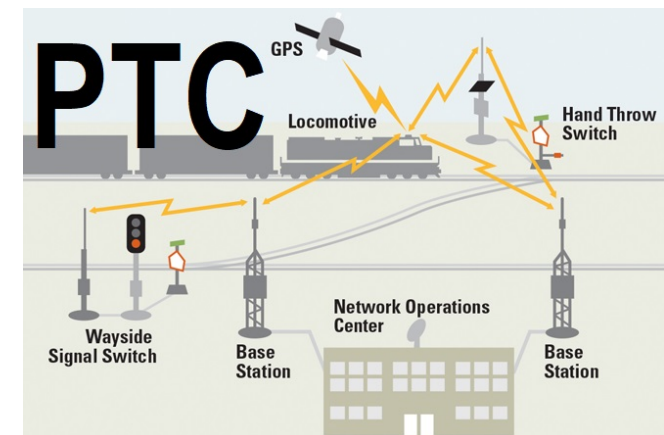 PTC
GPS
Locomotive
Hand Throw
Switch
Wayside
Signal Switch
Base
Station
Network Operations
Center
Base
Station